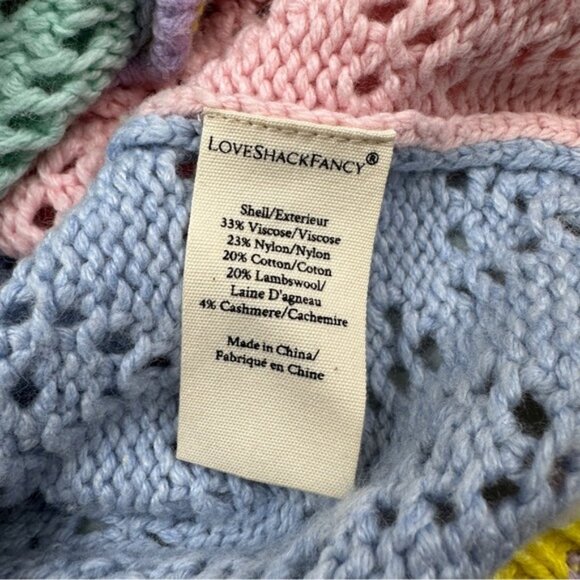 LOVESHACKFANCY®
Shell/Exterieur
33% Viscose/Viscose
23% Nylon/Nylon
20% Cotton/Coton
20% Lambswool/
Laine D'agneau
4% Cashmere/Cachemire
Made in China/
Fabriqué en Chine